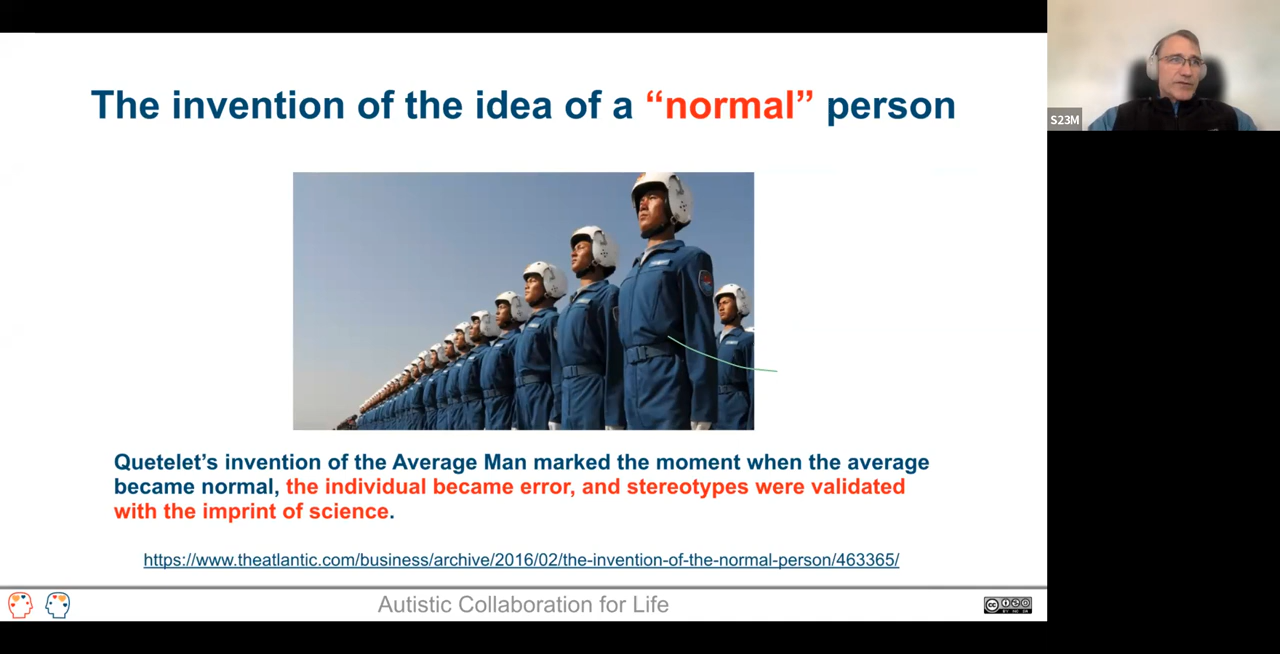 The invention of the idea of a “normal” person
S23M
Quetelet’s invention of the Average Man marked the moment when the average
became normal, the individual became error, and stereotypes were validated
with the imprint of science.
https://www.theatlantic.com/business/archive/2016/02/the-invention-of-the-normal-person/463365/
Autistic Collaboration for Life